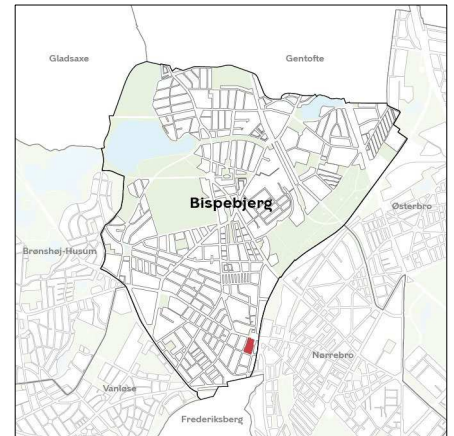 Gladsaxe
Gentofte
Bispebjerg
Østerbro
Brønshøj-Husum
Nørrebro
Vanløse
Frederiksberg